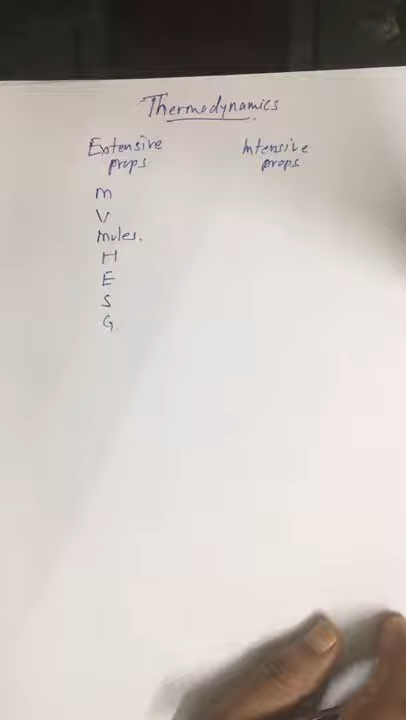 Thermodynamics
Extensive props
Intensive props
m
V
moles.
H
E
S
G